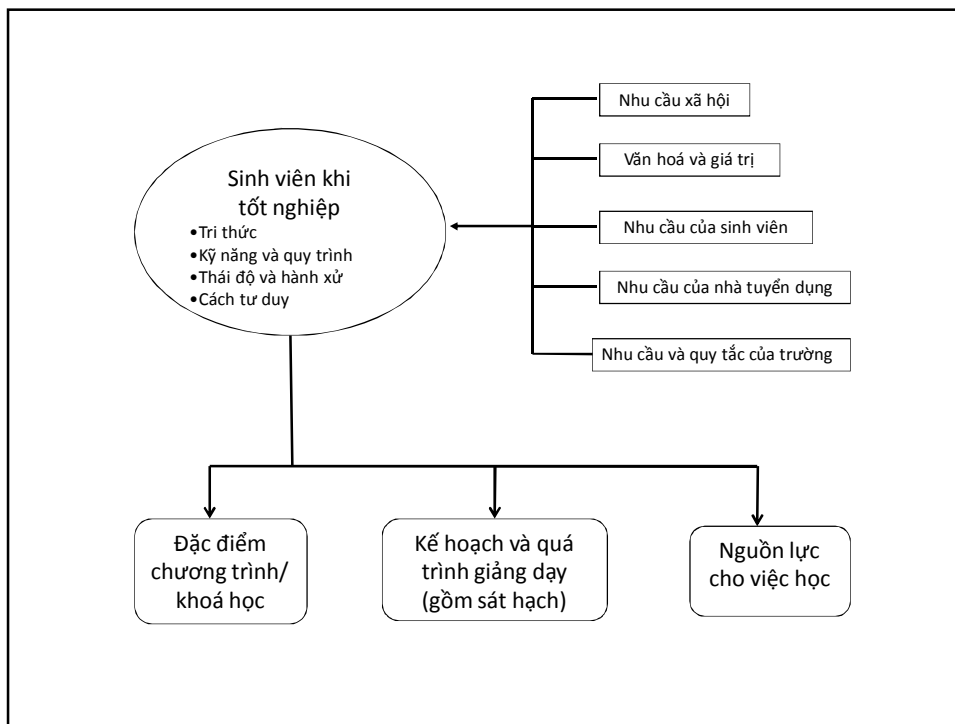 Sinh viên khi
tốt nghiệp
•Tri thức
•Kỹ năng và quy trình
•Thái độ và hành xử
•Cách tư duy
Nhu cầu xã hội
Văn hoá và giá trị
Nhu cầu của sinh viên
Nhu cầu của nhà tuyển dụng
Nhu cầu và quy tắc của trường
Đặc điểm
chương trình/
khoá học
Kế hoạch và quá
trình giảng dạy
(gồm sát hạch)
Nguồn lực
cho việc học